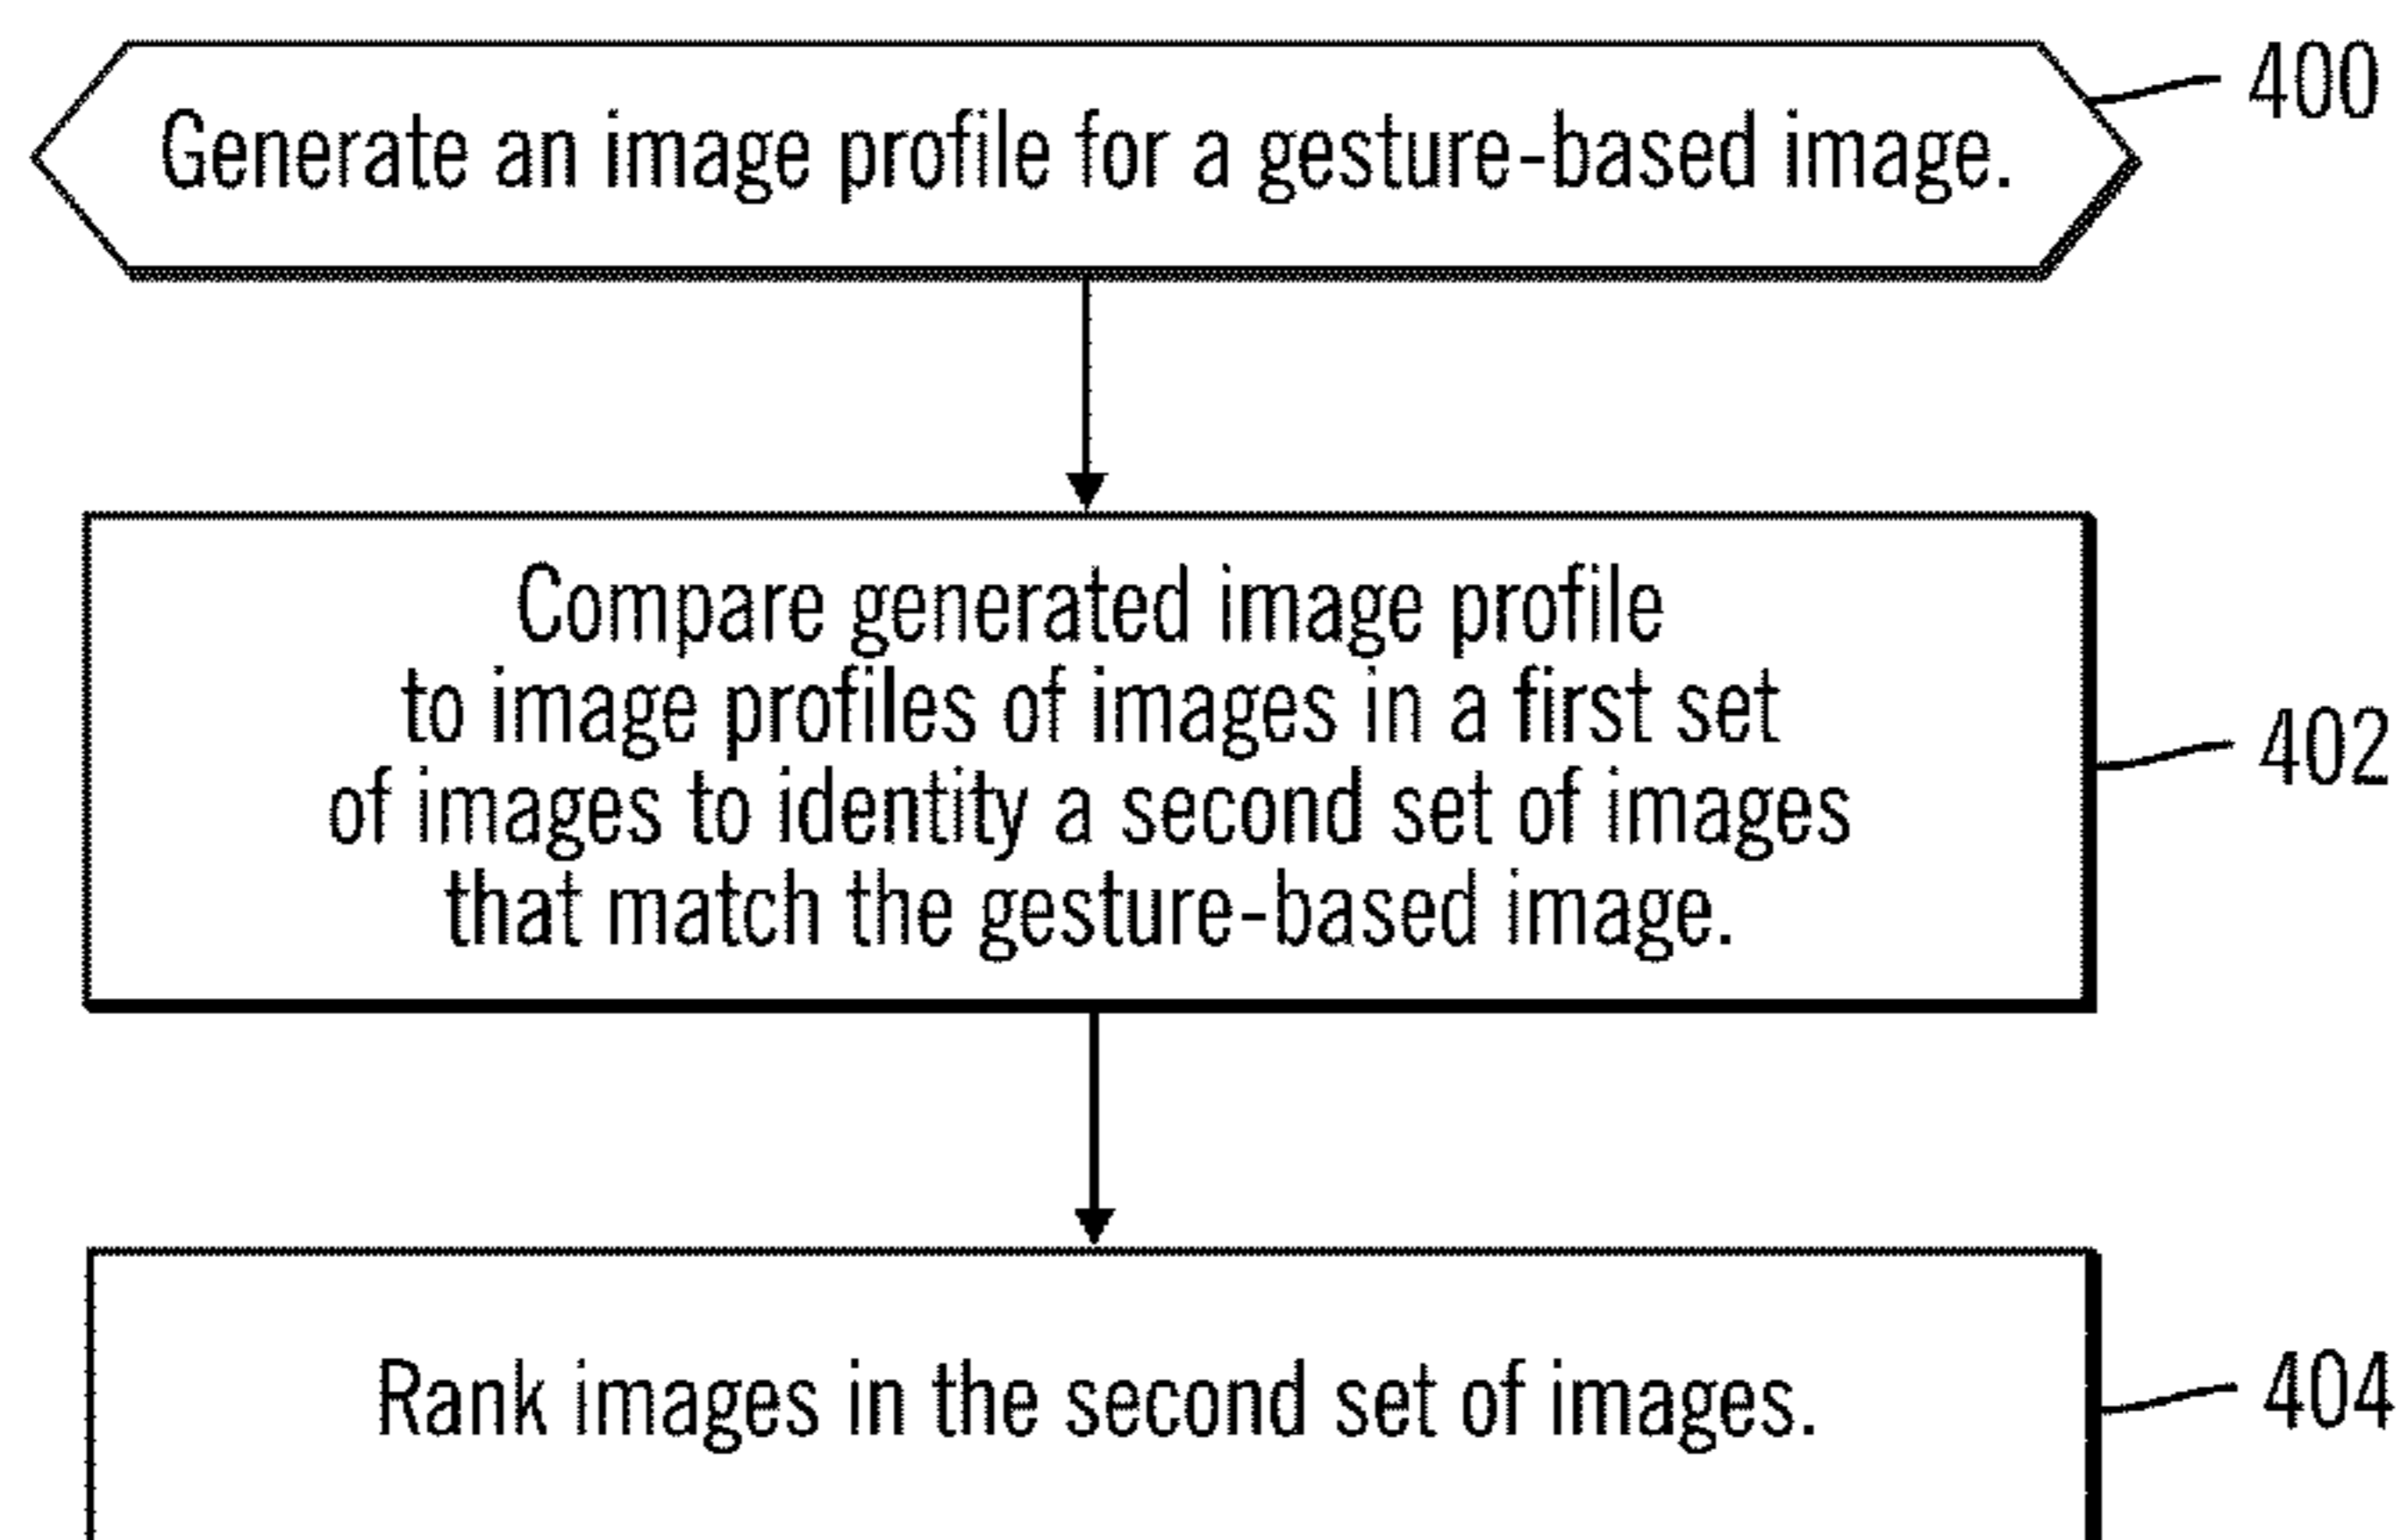 Generate an image profile for a gesture-based image.
400
Compare generated image profile
to image profiles of images in a first set
of images to identity a second set of images
that match the gesture-based image.
402
Rank images in the second set of images.
404